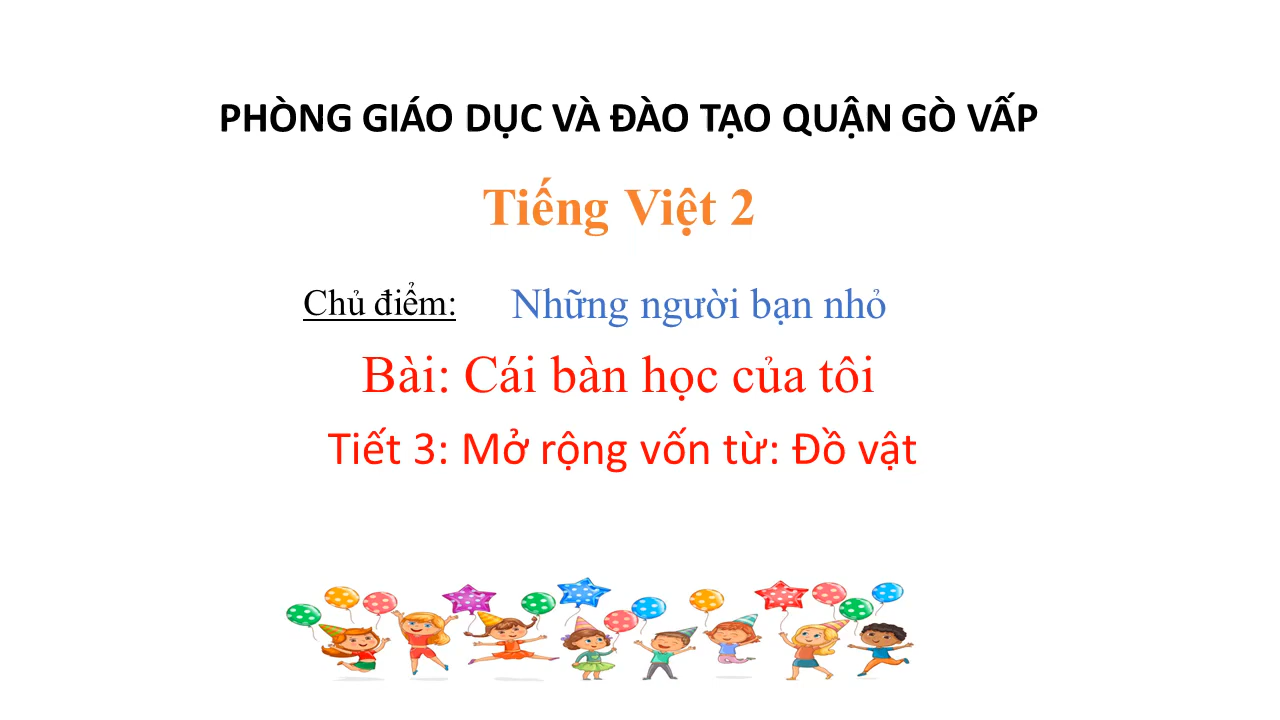 PHÒNG GIÁO DỤC VÀ ĐÀO TẠO QUẬN GÒ VẤP
Tiếng Việt 2
Chủ điểm: Những người bạn nhỏ
Bài: Cái bàn học của tôi
Tiết 3: Mở rộng vốn từ: Đồ vật